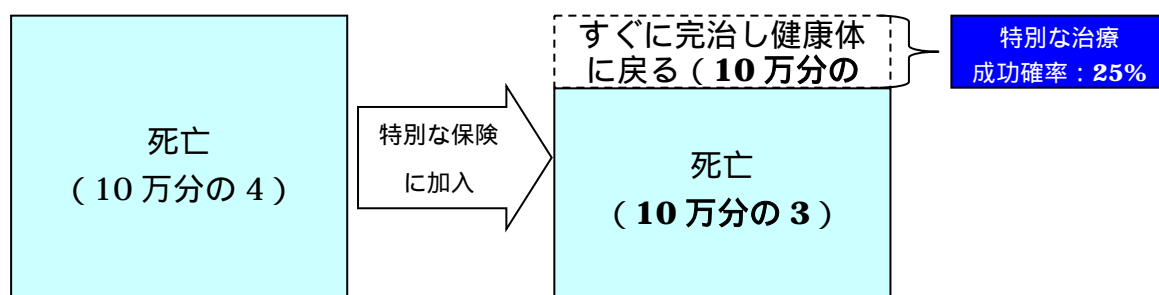 死亡
(10 万分の 4)
特別な保険
に加入
すぐに完治し健康体
に戻る(10 万分の
死亡
(10 万分の 3)
特別な治療
成功確率:25%